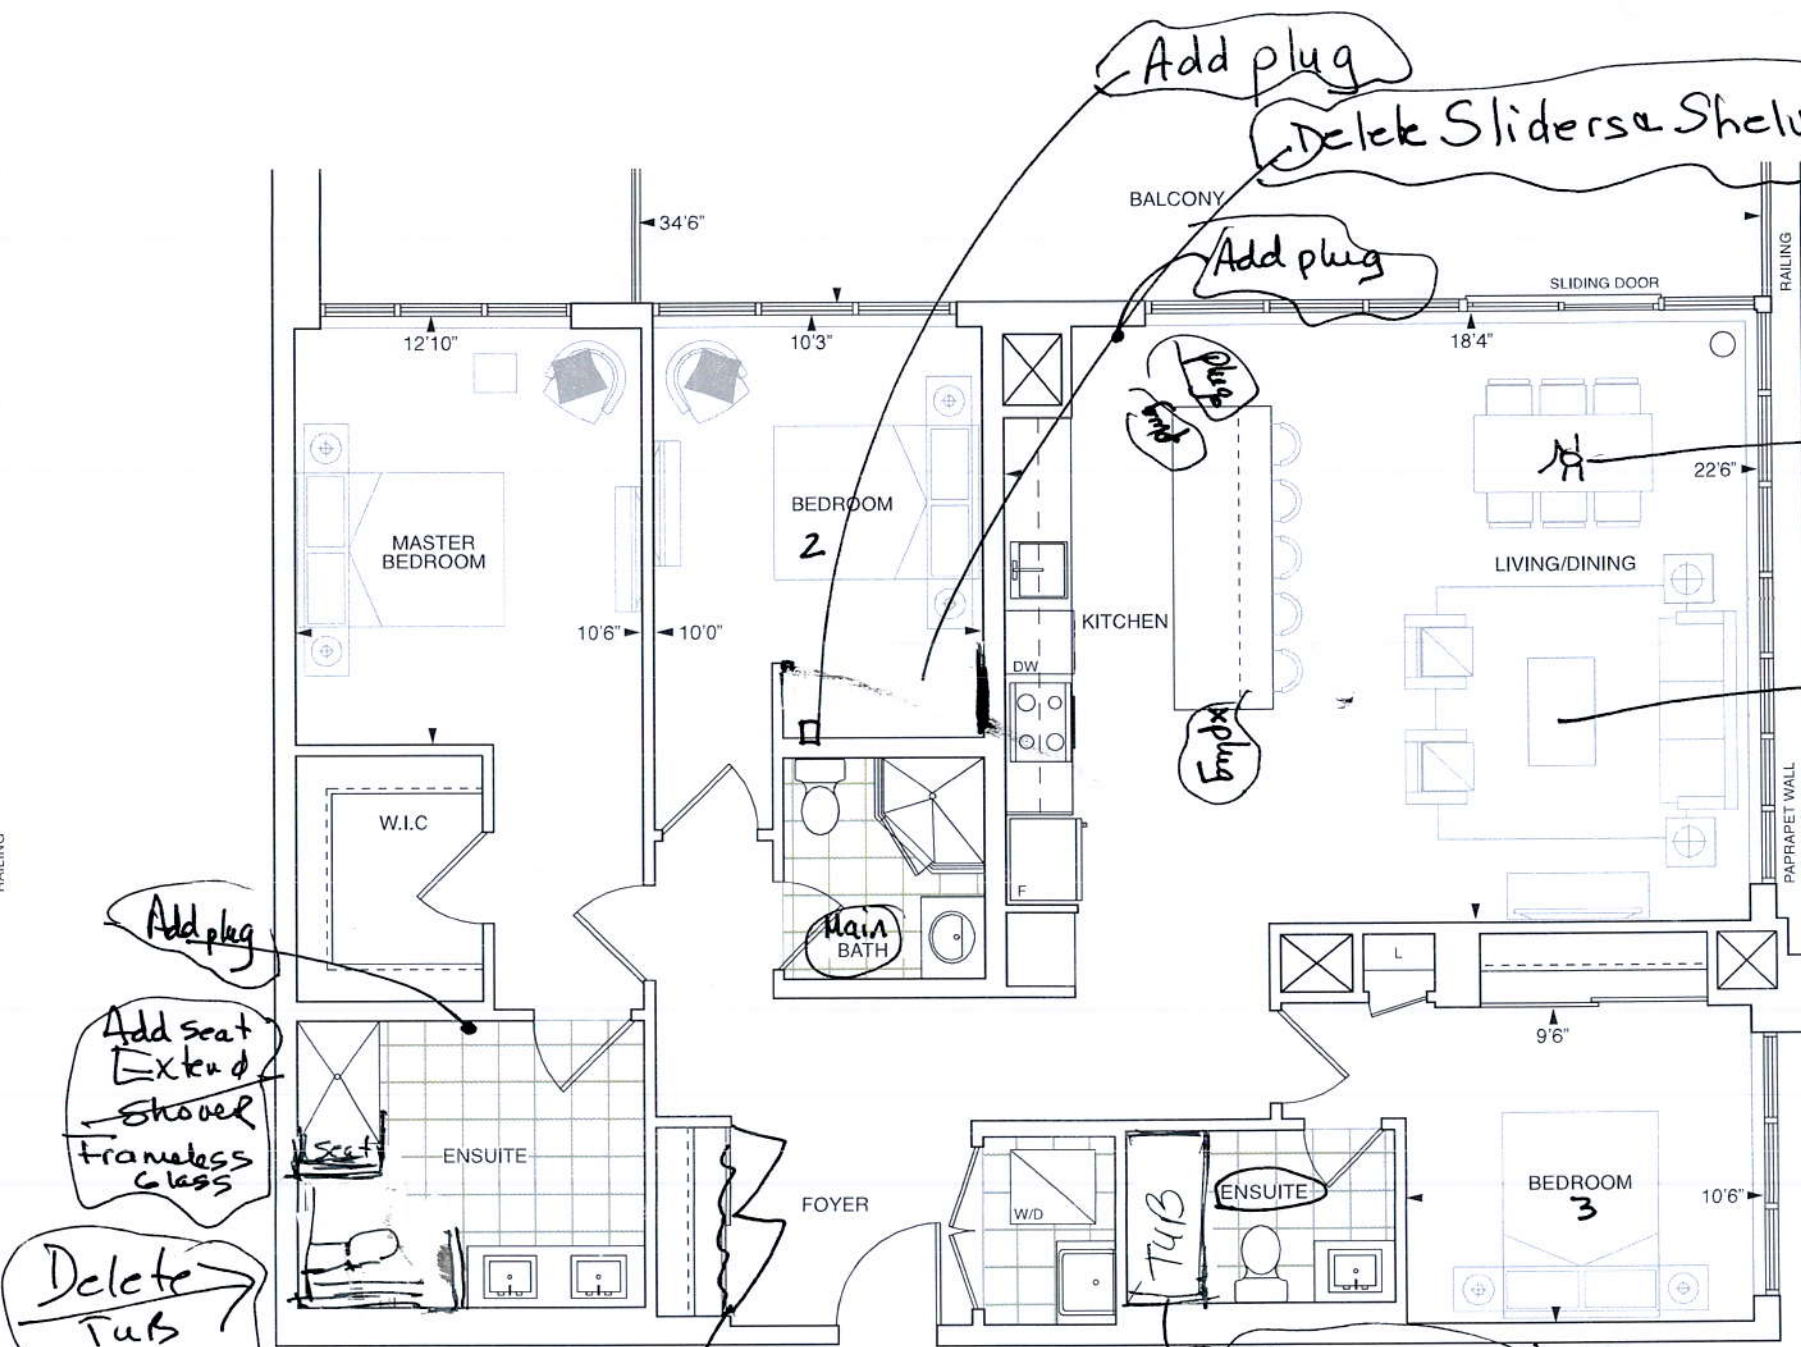 Add plug
Delete Sliders & Shelv
BALCONY
34'6"
Add plug
SLIDING DOOR
RAILING
12'10"
10'3"
18'4"
plug
plug
22'6"
BEDROOM
2
MASTER
BEDROOM
LIVING/DINING
10'6"
10'0"
KITCHEN
DW
x plug
PAPRAPET WALL
W.I.C
RAILING
F
Add plug
Main
BATH
L
Add seat
Extend
Shower
Frameless
Glass
9'6"
Seat
ENSUITE
FOYER
W/D
TUB
ENSUITE
BEDROOM
3
10'6"
Delete
TUB